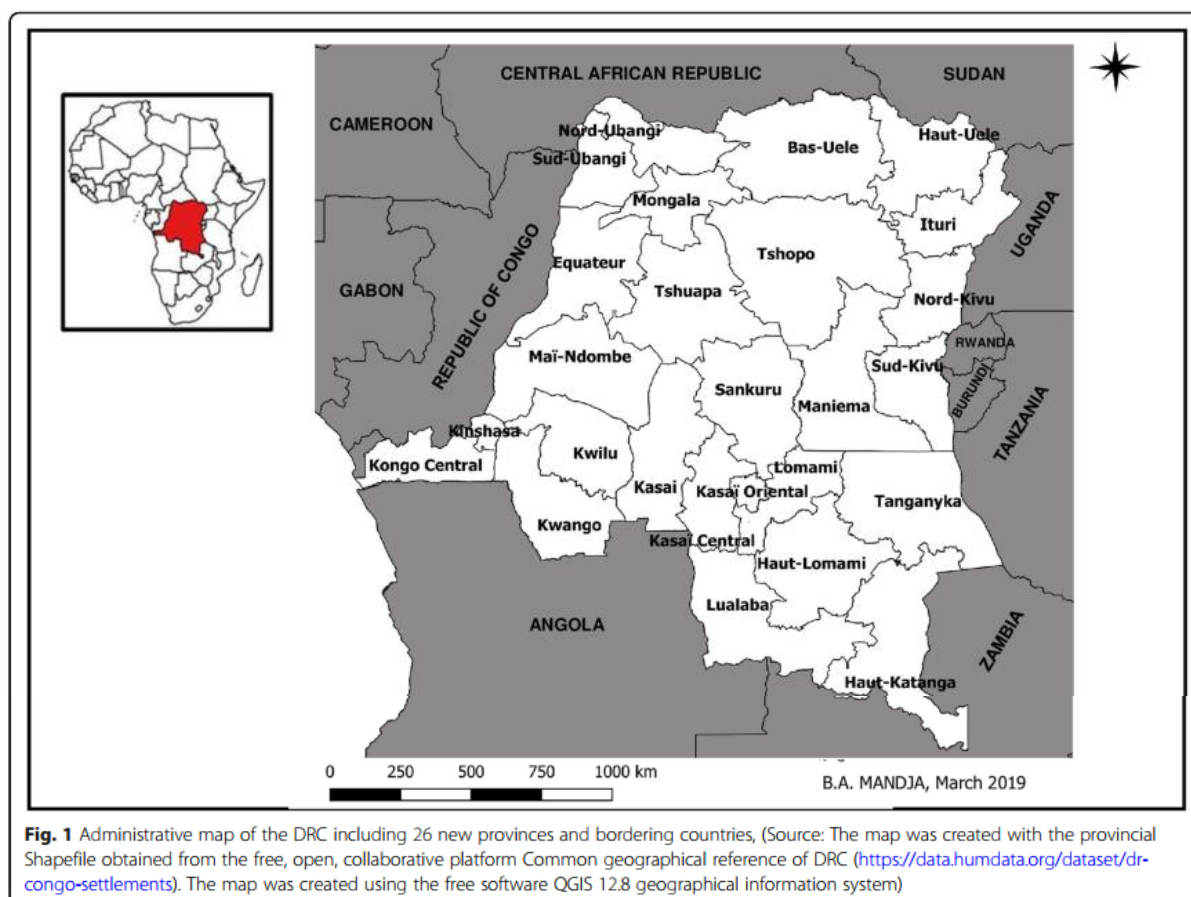 CENTRAL AFRICAN REPUBLIC
SUDAN
CAMEROON
Nord-Ubangi
Haut-Uele
Sud-Ubangi
Bas-Uele
Mongala
Ituri
UGANDA
REPUBLIC OF CONGO
Equateur
Tshopo
GABON
Tshuapa
Nord-Kivu
RWANDA
Maï-Ndombe
Sud-Kivu
BURUNDI
Sankuru
Maniema
TANZANIA
Kinshasa
Kwilu
Kongo Central
Lomami
Kasai
Kasaï Oriental
Tanganyka
Kwango
Kasaï Central
Haut-Lomami
Lualaba
ANGOLA
ZAMBIA
Haut-Katanga
0 250 500 750 1000 km
B.A. MANDJA, March 2019
Fig. 1 Administrative map of the DRC including 26 new provinces and bordering countries, (Source: The map was created with the provincial
Shapefile obtained from the free, open, collaborative platform Common geographical reference of DRC (https://data.humdata.org/dataset/dr-
congo-settlements). The map was created using the free software QGIS 12.8 geographical information system)